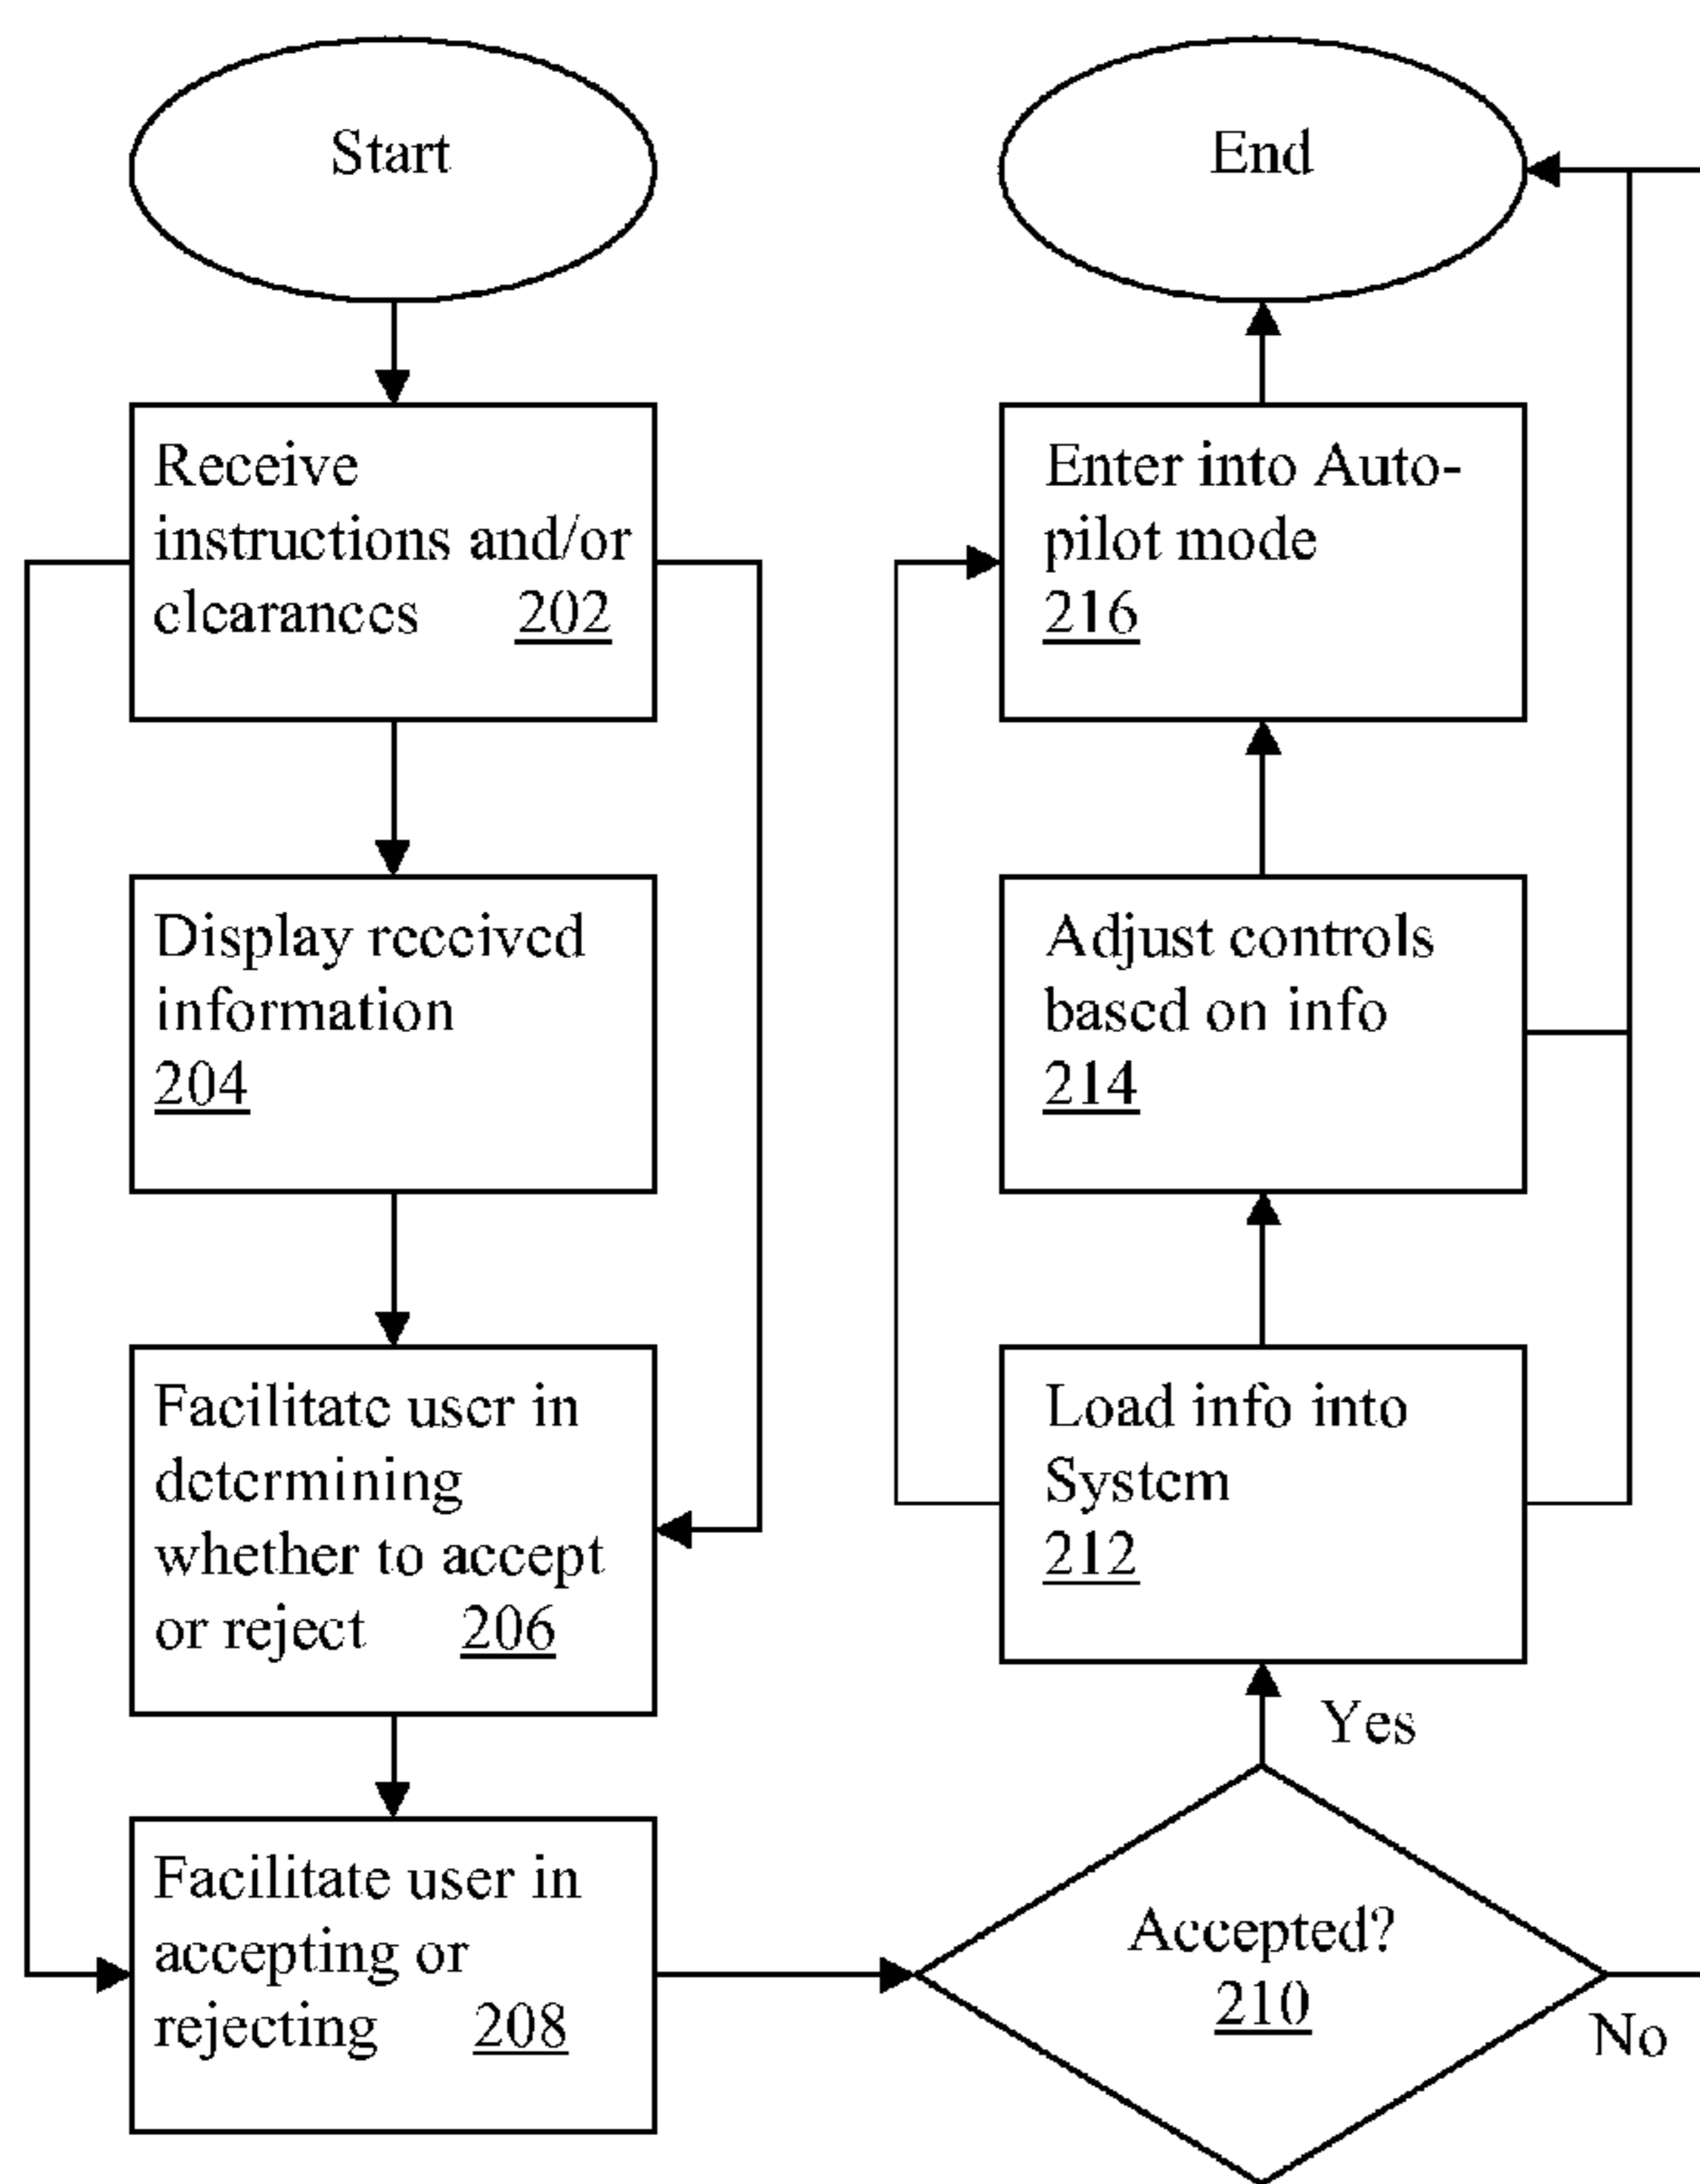 Start
Receive
instructions and/or
clearances 202
Display received
information
204
Facilitate user in
determining
whether to accept
or reject 206
Facilitate user in
accepting or
rejecting 208
End
Enter into Auto-
pilot mode
216
Adjust controls
based on info
214
Load info into
System
212
Yes
Accepted?
210
No